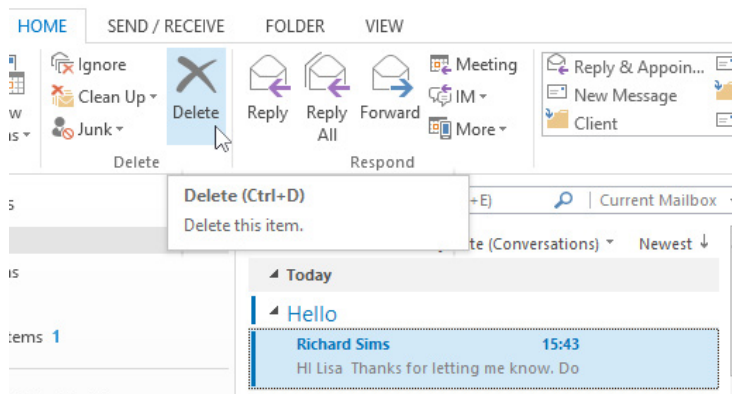 HOME SEND / RECEIVE FOLDER VIEW
Ignore
Clean Up
Junk
Delete
Delete
Reply
Reply All
Forward
Meeting
IM
More
Respond
Reply & Appoin...
New Message
Client
Delete (Ctrl+D)
Delete this item.
+E) Current Mailbox
(Conversations) Newest
Today
Hello
Richard Sims 15:43
HI Lisa Thanks for letting me know. Do
1